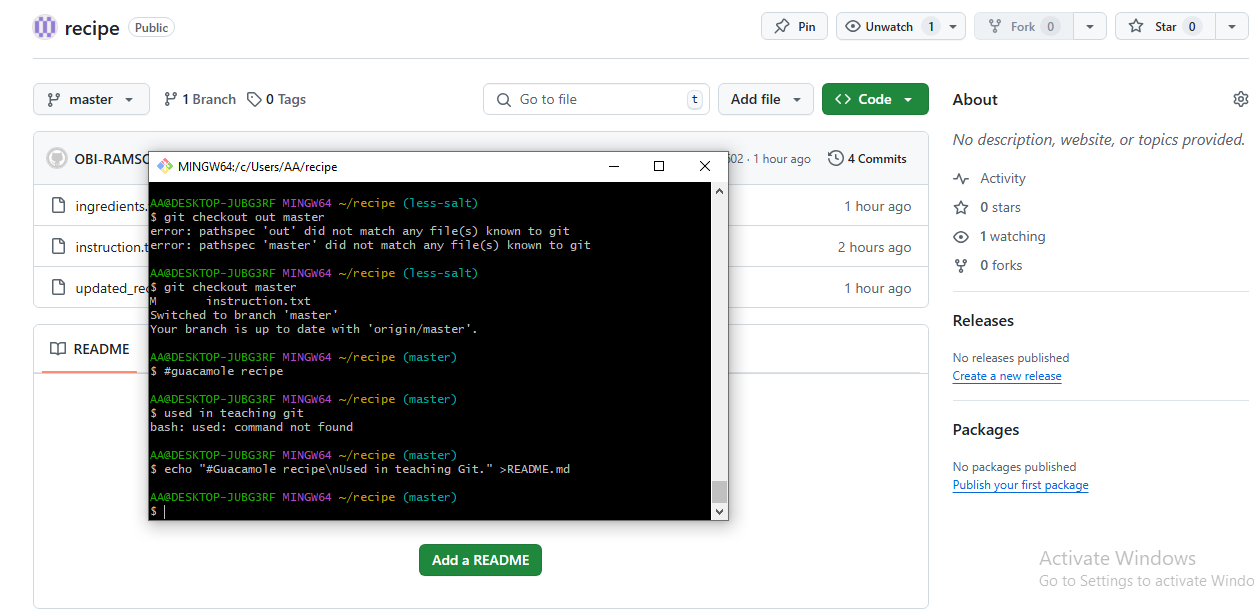 recipe Public
Pin
Unwatch 1
Fork 0
Star 0
master
1 Branch
0 Tags
Go to file t
Add file
Code
OBI-RAMSO
602 · 1 hour ago
4 Commits
ingredients.
1 hour ago
instruction.t
2 hours ago
updated_rec
1 hour ago
README
MINGW64:/c/Users/AA/recipe
AA@DESKTOP-JUBG3RF MINGW64 ~/recipe (less-salt)
$ git checkout out master
error: pathspec 'out' did not match any file(s) known to git
error: pathspec 'master' did not match any file(s) known to git
AA@DESKTOP-JUBG3RF MINGW64 ~/recipe (less-salt)
$ git checkout master
M instruction.txt
Switched to branch 'master'
Your branch is up to date with 'origin/master'.
AA@DESKTOP-JUBG3RF MINGW64 ~/recipe (master)
$ #guacamole recipe
AA@DESKTOP-JUBG3RF MINGW64 ~/recipe (master)
$ used in teaching git
bash: used: command not found
AA@DESKTOP-JUBG3RF MINGW64 ~/recipe (master)
$ echo "#Guacamole recipe\nUsed in teaching Git." >README.md
AA@DESKTOP-JUBG3RF MINGW64 ~/recipe (master)
$
Add a README
About
No description, website, or topics provided.
Activity
0 stars
1 watching
0 forks
Releases
No releases published
Create a new release
Packages
No packages published
Publish your first package
Activate Windows
Go to Settings to activate Windo